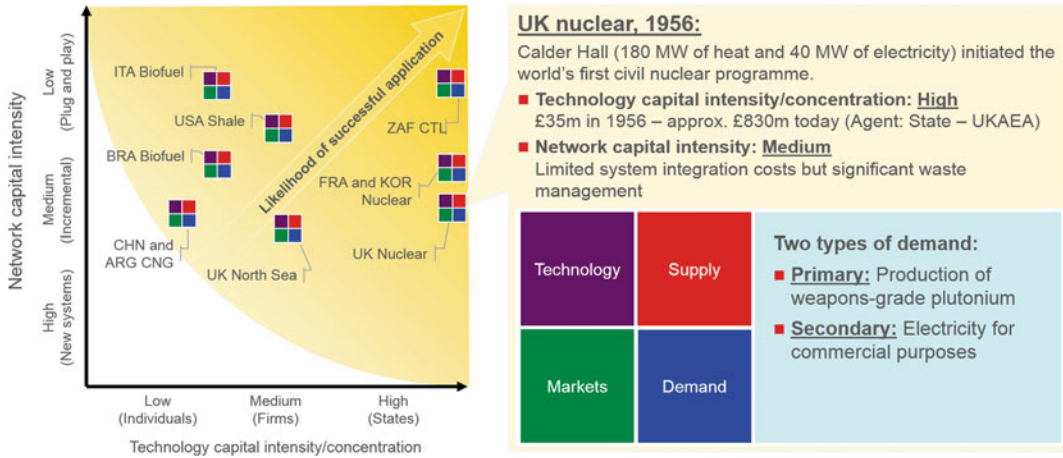 Network capital intensity
Low
(Plug and play)
Medium
(Incremental)
High
(New systems)
ITA Biofuel
USA Shale
BRA Biofuel
CHN and
ARG CNG
UK North Sea
Likelihood of successful application
ZAF CTL
FRA and KOR
Nuclear
UK Nuclear
Low
(Individuals)
Medium
(Firms)
High
(States)
Technology capital intensity/concentration
UK nuclear, 1956:
Calder Hall (180 MW of heat and 40 MW of electricity) initiated the
world's first civil nuclear programme.
Technology capital intensity/concentration: High
£35m in 1956 – approx. £830m today (Agent: State – UKAEA)
Network capital intensity: Medium
Limited system integration costs but significant waste
management
Technology
Supply
Markets
Demand
Two types of demand:
Primary: Production of
weapons-grade plutonium
Secondary: Electricity for
commercial purposes